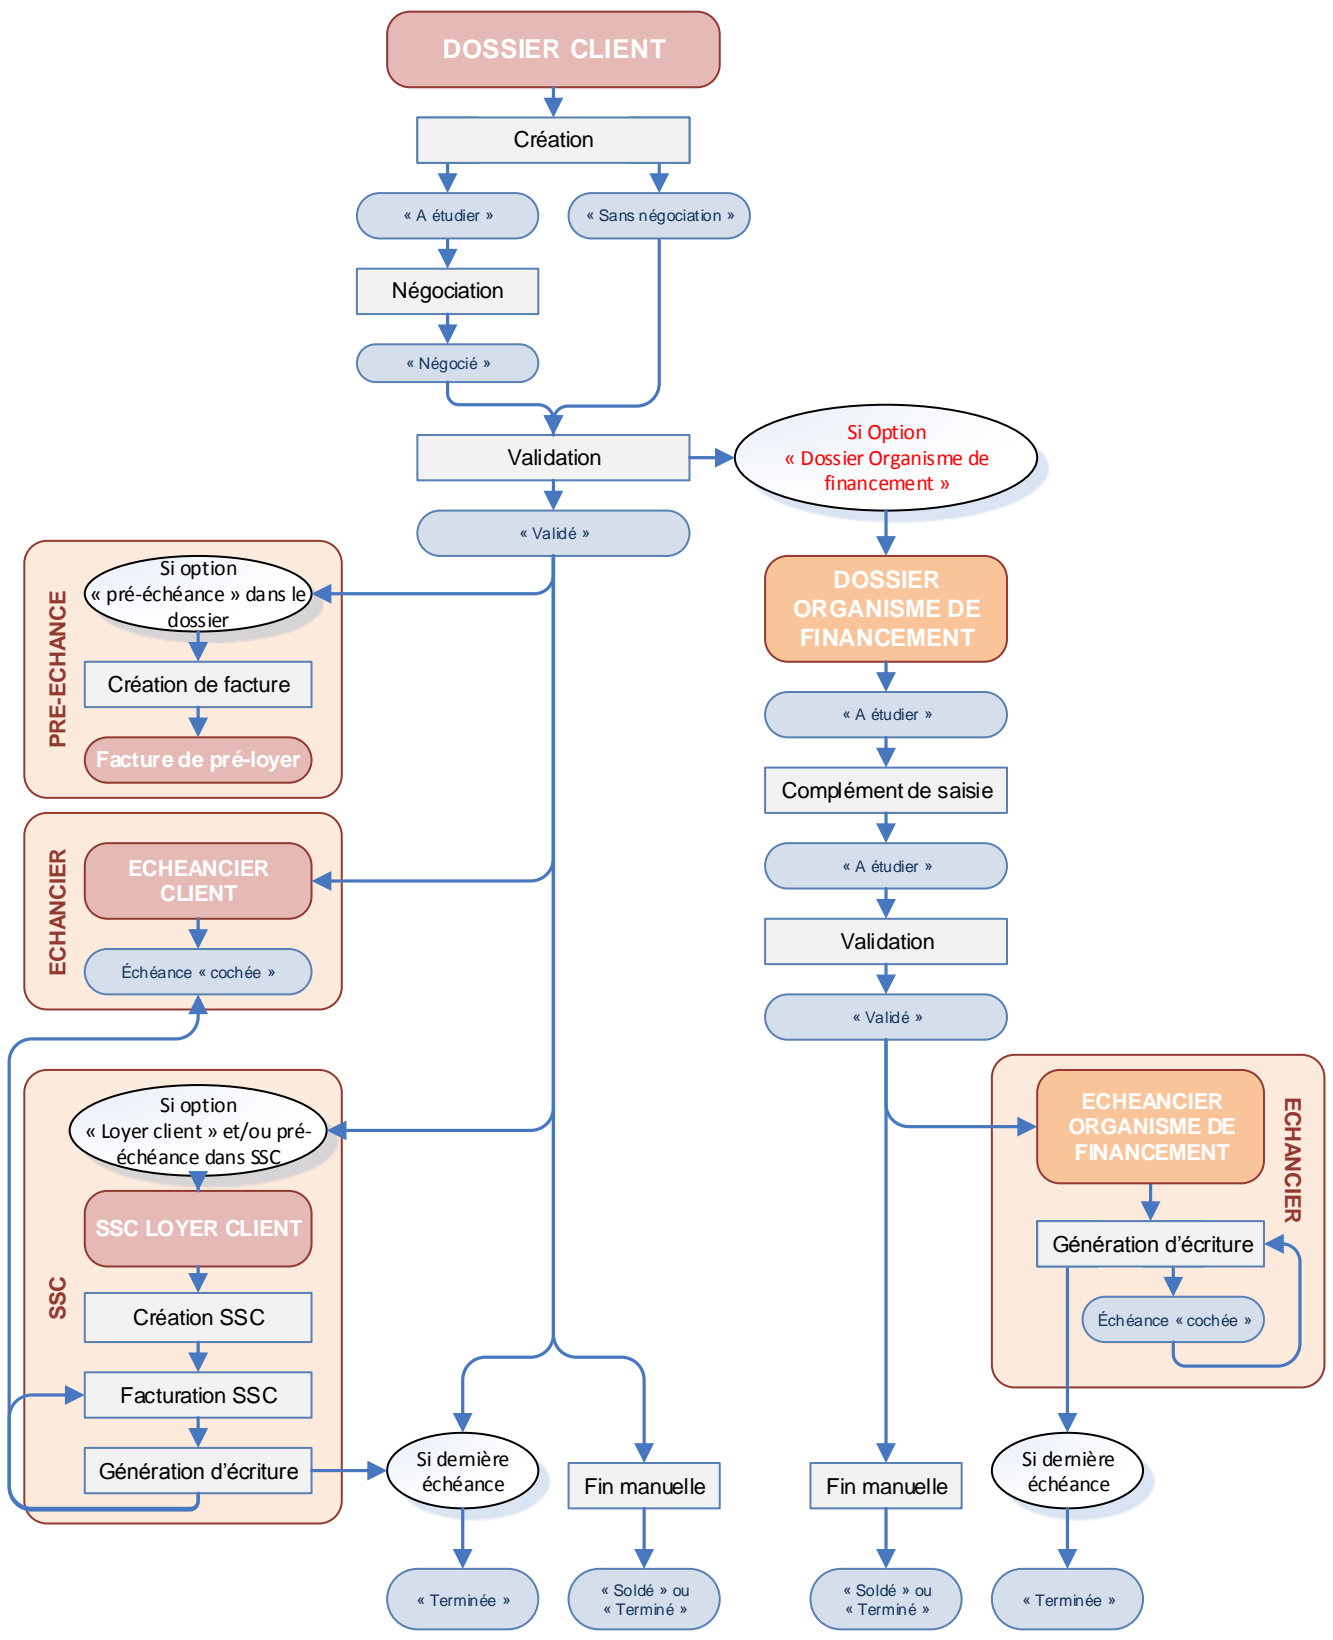 DOSSIER CLIENT
Création
« A étudier »
« Sans négociation »
Négociation
« Négocié »
Validation
Si Option
« Dossier Organisme de
financement »
« Validé »
PRE-ECHANCE
Si option
« pré-échéance » dans le
dossier
Création de facture
Facture de pré-loyer
DOSSIER
ORGANISME DE
FINANCEMENT
« A étudier »
Complément de saisie
« A étudier »
Validation
« Validé »
ECHANCIER
ECHEANCIER
CLIENT
Échéance « cochée »
SSC
Si option
« Loyer client » et/ou pré-
échéance dans SSC
SSC LOYER CLIENT
Création SSC
Facturation SSC
Génération d’écriture
ECHEANCIER
ORGANISME DE
FINANCEMENT
ECHANCIER
Génération d’écriture
Échéance « cochée »
Si dernière
échéance
Fin manuelle
Fin manuelle
Si dernière
échéance
« Terminée »
« Soldé » ou
« Terminé »
« Soldé » ou
« Terminé »
« Terminée »